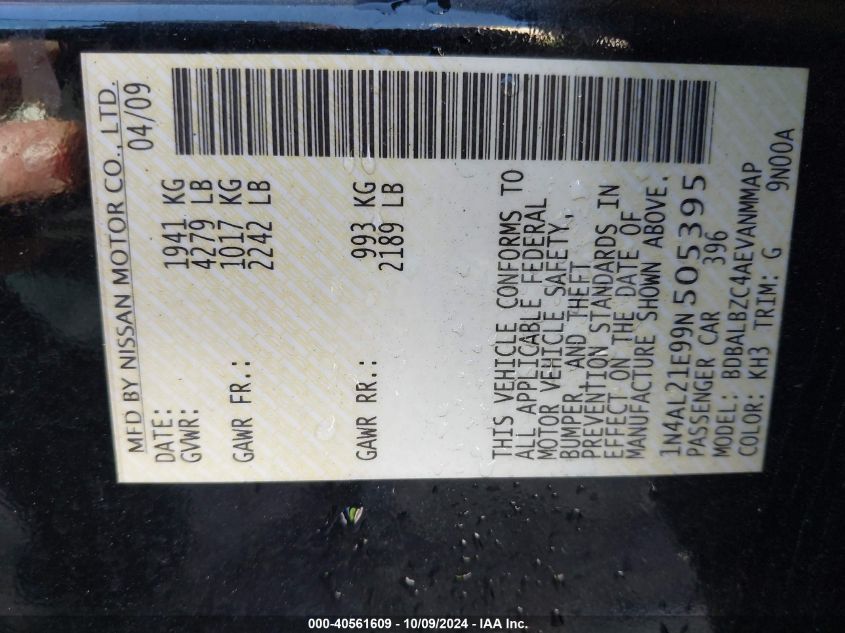 MFD BY NISSAN MOTOR CO., LTD.
DATE: 04/09
GVWR: 1941 KG
4279 LB
GAWR FR.: 1017 KG
2242 LB
GAWR RR.: 993 KG
2189 LB
THIS VEHICLE CONFORMS TO
ALL APPLICABLE FEDERAL
MOTOR VEHICLE SAFETY,
BUMPER, AND THEFT
PREVENTION STANDARDS IN
EFFECT ON THE DATE OF
MANUFACTURE SHOWN ABOVE.
1N4AL21E99N505395
PASSENGER CAR 396
MODEL: BDBALBZC4AEVANMMAP
COLOR: KH3 TRIM: G 9N00A
000-40561609 - 10/09/2024 - IAA Inc.